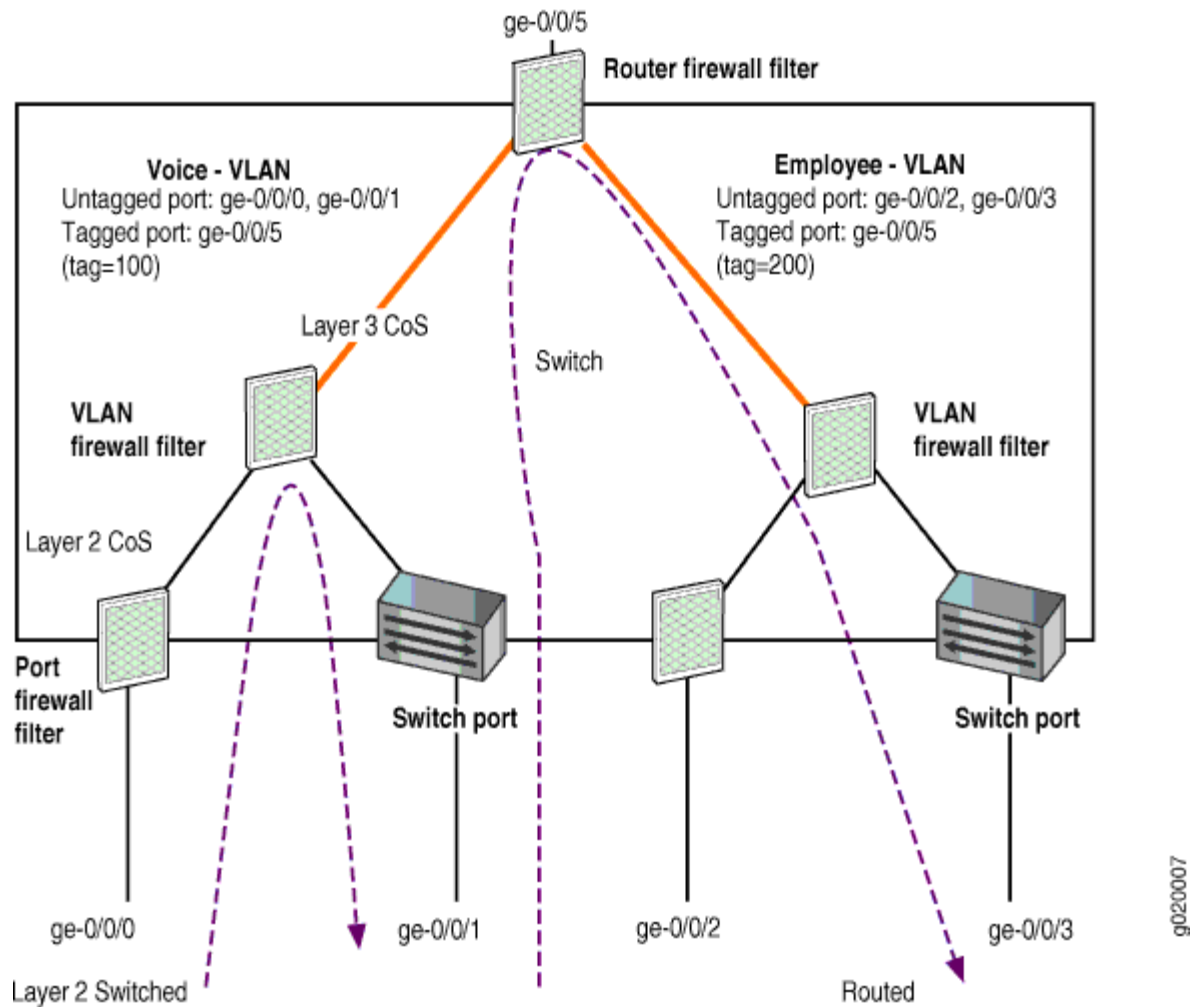 ge-0/0/5
Router firewall filter
Voice - VLAN
Untagged port: ge-0/0/0, ge-0/0/1
Tagged port: ge-0/0/5
(tag=100)
Employee - VLAN
Untagged port: ge-0/0/2, ge-0/0/3
Tagged port: ge-0/0/5
(tag=200)
Layer 3 CoS
Switch
VLAN
firewall filter
VLAN
firewall filter
Layer 2 CoS
Port
firewall
filter
Switch port
Switch port
ge-0/0/0
ge-0/0/1
ge-0/0/2
ge-0/0/3
Layer 2 Switched
Routed
g020007